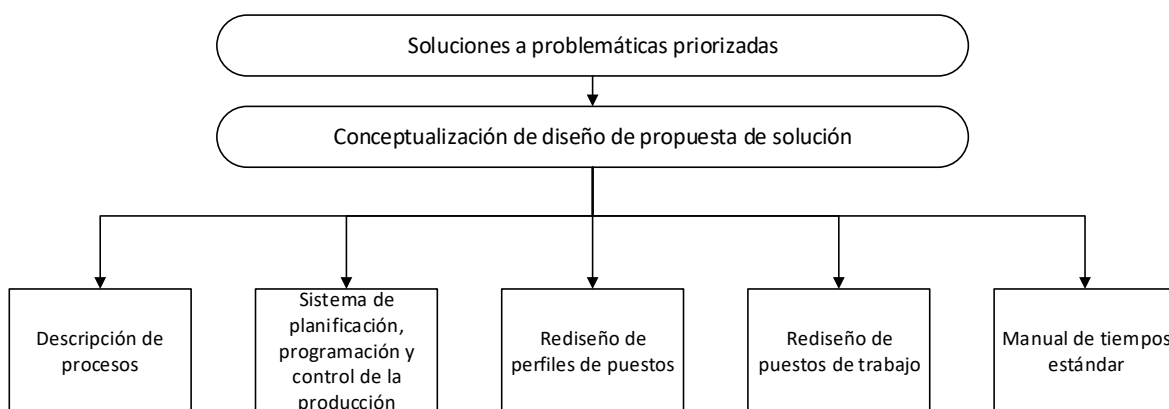 Soluciones a problemáticas priorizadas
Conceptualización de diseño de propuesta de solución
Descripción de
procesos
Sistema de
planificación,
programación y
control de la
producción
Rediseño de
perfiles de puestos
Rediseño de
puestos de trabajo
Manual de tiempos
estándar